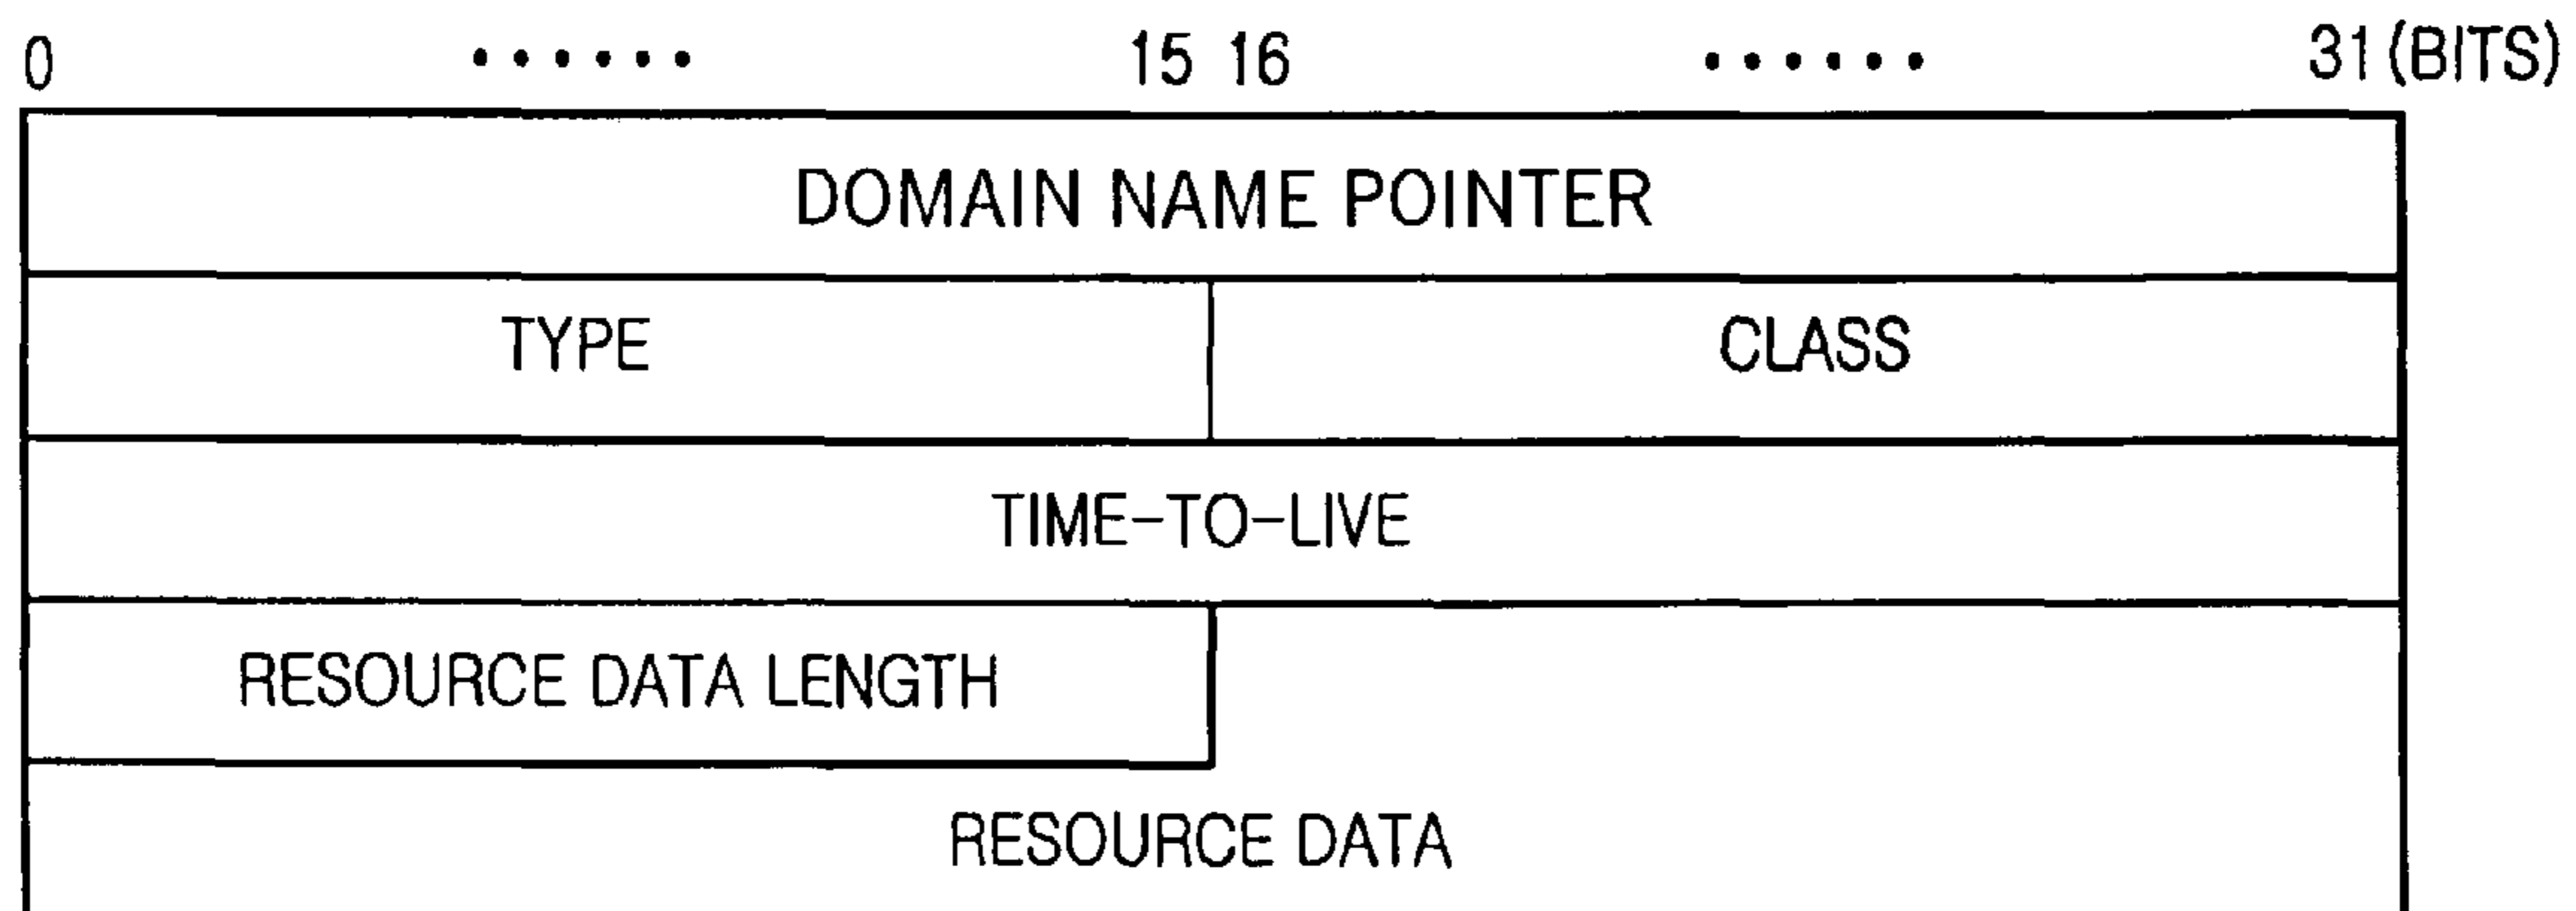 0 ...... 15 16 ...... 31 (BITS)
DOMAIN NAME POINTER
TYPE CLASS
TIME-TO-LIVE
RESOURCE DATA LENGTH
RESOURCE DATA